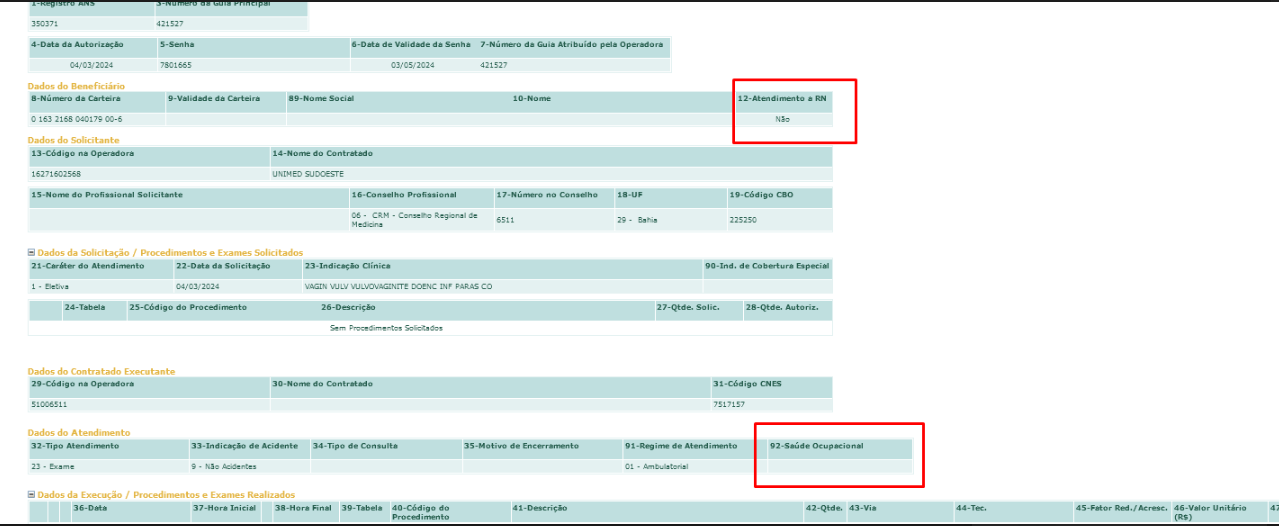 1-Registro ANS 3-Número da Guia Principal
350371 421527
4-Data da Autorização 5-Senha 6-Data de Validade da Senha 7-Número da Guia Atribuído pela Operadora
04/03/2024 7801665 03/05/2024 421527
Dados do Beneficiário
8-Número da Carteira 9-Validade da Carteira 89-Nome Social 10-Nome 12-Atendimento a RN
0 163 2168 040179 00-6 Não
Dados do Solicitante
13-Código na Operadora 14-Nome do Contratado
16271602568 UNIMED SUDOESTE
15-Nome do Profissional Solicitante 16-Conselho Profissional 17-Número no Conselho 18-UF 19-Código CBO
06 - CRM - Conselho Regional de
Medicina 6511 29 - Bahia 225250
Dados da Solicitação / Procedimentos e Exames Solicitados
21-Caráter do Atendimento 22-Data da Solicitação 23-Indicação Clínica 90-Ind. de Cobertura Especial
1 - Eletiva 04/03/2024 VAGIN VULV VULVOVAGINITE DOENC INF PARAS CO
24-Tabela 25-Código do Procedimento 26-Descrição 27-Qtde. Solic. 28-Qtde. Autoriz.
Sem Procedimentos Solicitados
Dados do Contratado Executante
29-Código na Operadora 30-Nome do Contratado 31-Código CNES
51006511 7517157
Dados do Atendimento
32-Tipo Atendimento 33-Indicação de Acidente 34-Tipo de Consulta 35-Motivo de Encerramento 91-Regime de Atendimento 92-Saúde Ocupacional
23 - Exame 9 - Não Acidentes 01 - Ambulatorial
Dados da Execução / Procedimentos e Exames Realizados
36-Data 37-Hora Inicial 38-Hora Final 39-Tabela 40-Código do 41-Descrição 42-Qtde. 43-Via 44-Tec. 45-Fator Red./Acresc. 46-Valor Unitário 47
Procedimento (R$)